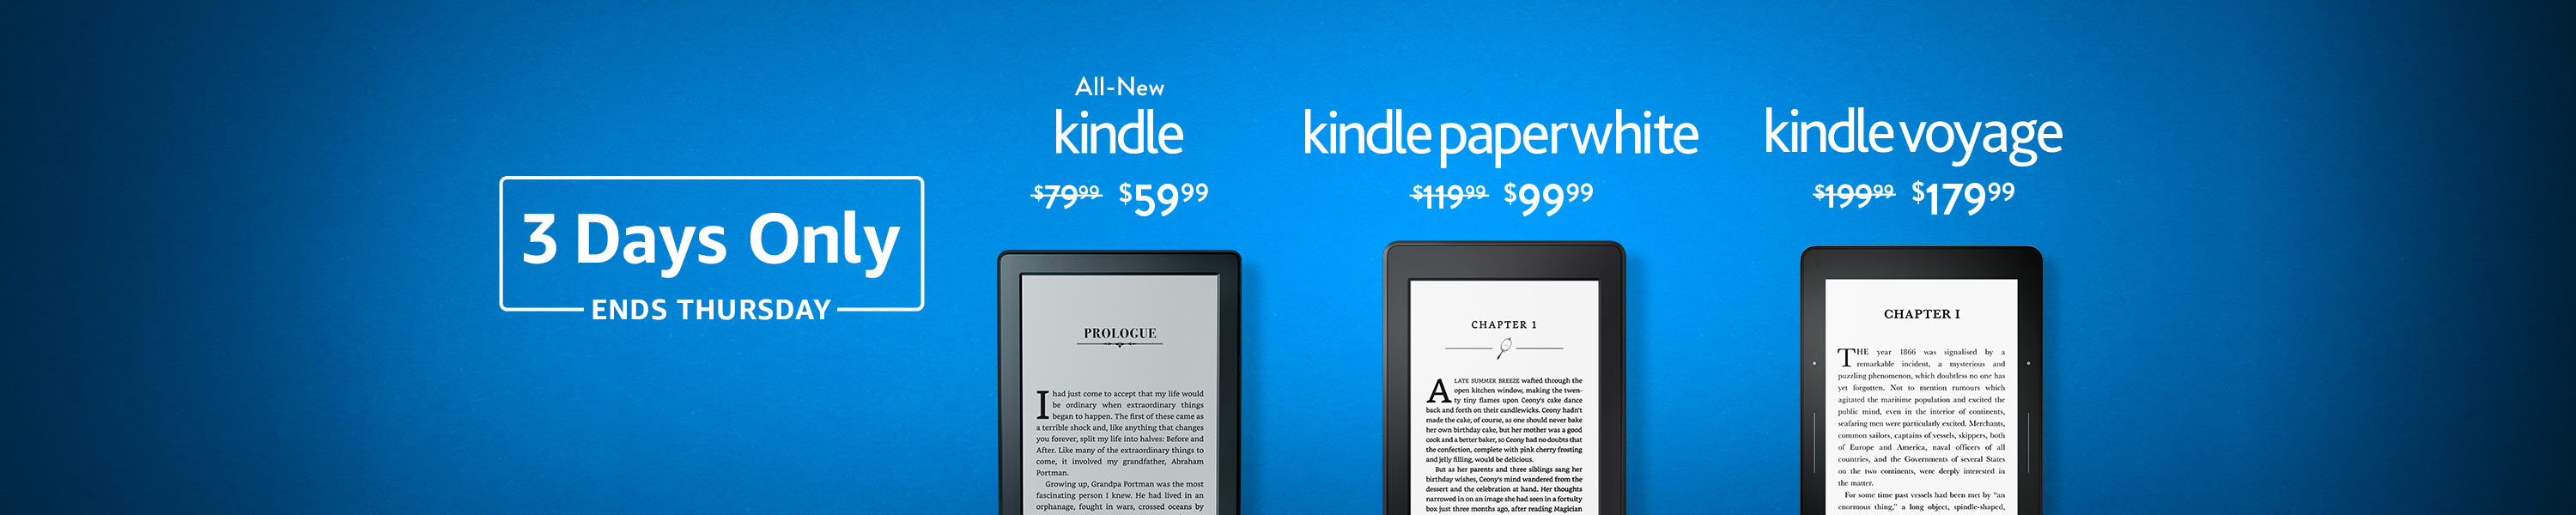 3 Days Only
ENDS THURSDAY
All-New
kindle
$79.99 $59.99
PROLOGUE
I had just come to accept that my life would
be ordinary when extraordinary things
began to happen. The first of these came as
a terrible shock and, like anything that changes
you forever, split my life into halves: Before and
After. Like many of the extraordinary things to
come, it involved my grandfather, Abraham
Portman.
Growing up, Grandpa Portman was the most
fascinating person I knew. He had lived in an
orphanage, fought in wars, crossed oceans by
kindle paperwhite
$119.99 $99.99
CHAPTER 1
A LATE SUMMER BREEZE wafted through the
open kitchen window, making the twen-
ty tiny flames upon Ceony's cake dance
back and forth on their candlewicks. Ceony hadn't
made the cake, of course, as one should never bake
her own birthday cake, but her mother was a good
cook and a better baker, so Ceony had no doubts that
the confection, complete with pink cherry frosting
and jelly filling, would be delicious.
But as her parents and three siblings sang her
birthday wishes, Ceony's mind wandered from the
dessert and the celebration at hand. Her thoughts
narrowed in on an image she had seen in a fortuity
box just three months ago, after reading Magician
kindle voyage
$199.99 $179.99
CHAPTER I
THE year 1866 was signalised by a
remarkable incident, a mysterious and
puzzling phenomenon, which doubtless no one has
yet forgotten. Not to mention rumours which
agitated the maritime population and excited the
public mind, even in the interior of continents,
seafaring men were particularly excited. Merchants,
common sailors, captains of vessels, skippers, both
of Europe and America, naval officers of all
countries, and the Governments of several States
on the two continents, were deeply interested in
the matter.
For some time past vessels had been met by "an
enormous thing," a long object, spindle-shaped,